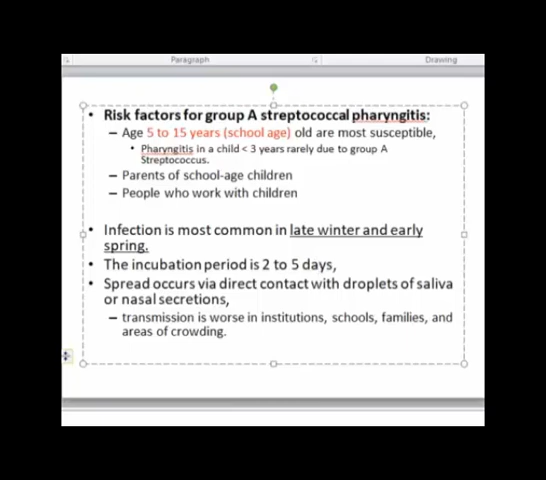 Paragraph
Drawing
• Risk factors for group A streptococcal pharyngitis:
– Age 5 to 15 years (school age) old are most susceptible,
• Pharyngitis in a child < 3 years rarely due to group A
Streptococcus.
– Parents of school-age children
– People who work with children
• Infection is most common in late winter and early
spring.
• The incubation period is 2 to 5 days,
• Spread occurs via direct contact with droplets of saliva
or nasal secretions,
– transmission is worse in institutions, schools, families, and
areas of crowding.